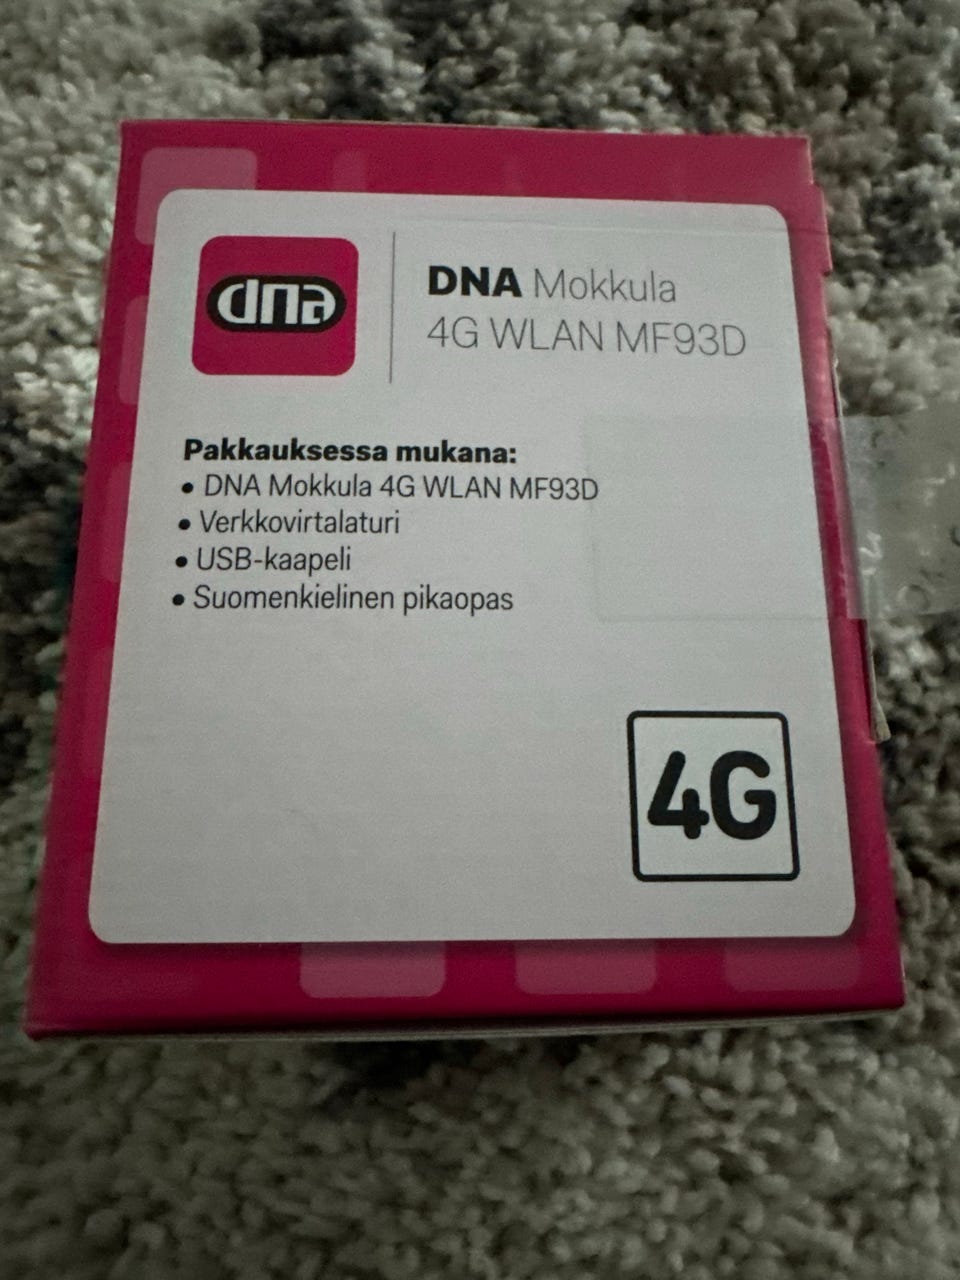 dna
DNA Mokkula
4G WLAN MF93D
Pakkauksessa mukana:
• DNA Mokkula 4G WLAN MF93D
• Verkkovirtalaturi
• USB-kaapeli
• Suomenkielinen pikaopas
4G